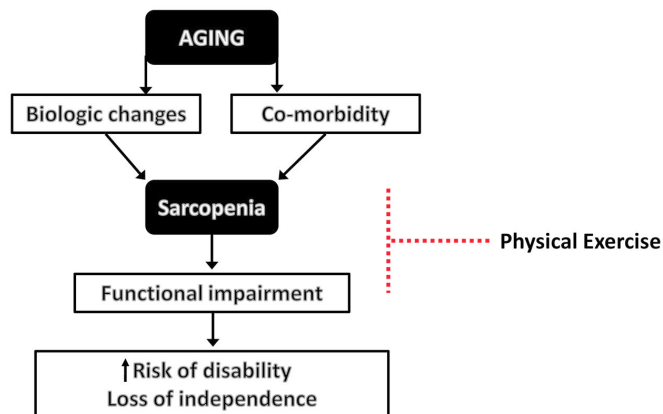 AGING
Biologic changes
Co-morbidity
Sarcopenia
Physical Exercise
Functional impairment
↑Risk of disability
Loss of independence